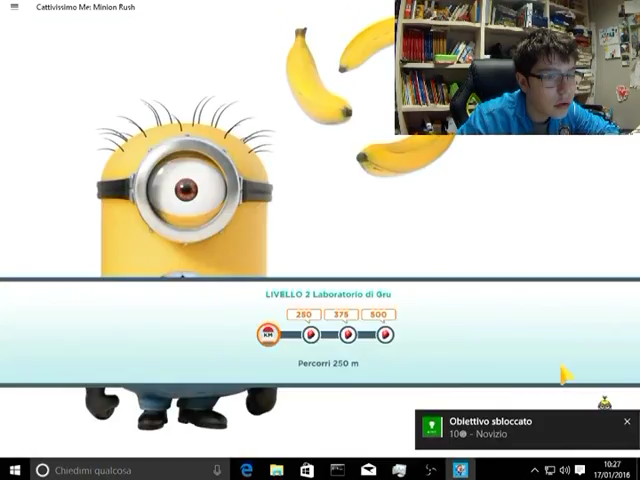 Cattivissimo Me: Minion Rush
LIVELLO 2 Laboratorio di Gru
250 375 500
KM
Percorri 250 m
Obiettivo sbloccato
10 - Novizio
Chiedimi qualcosa
10:27
17/01/2016